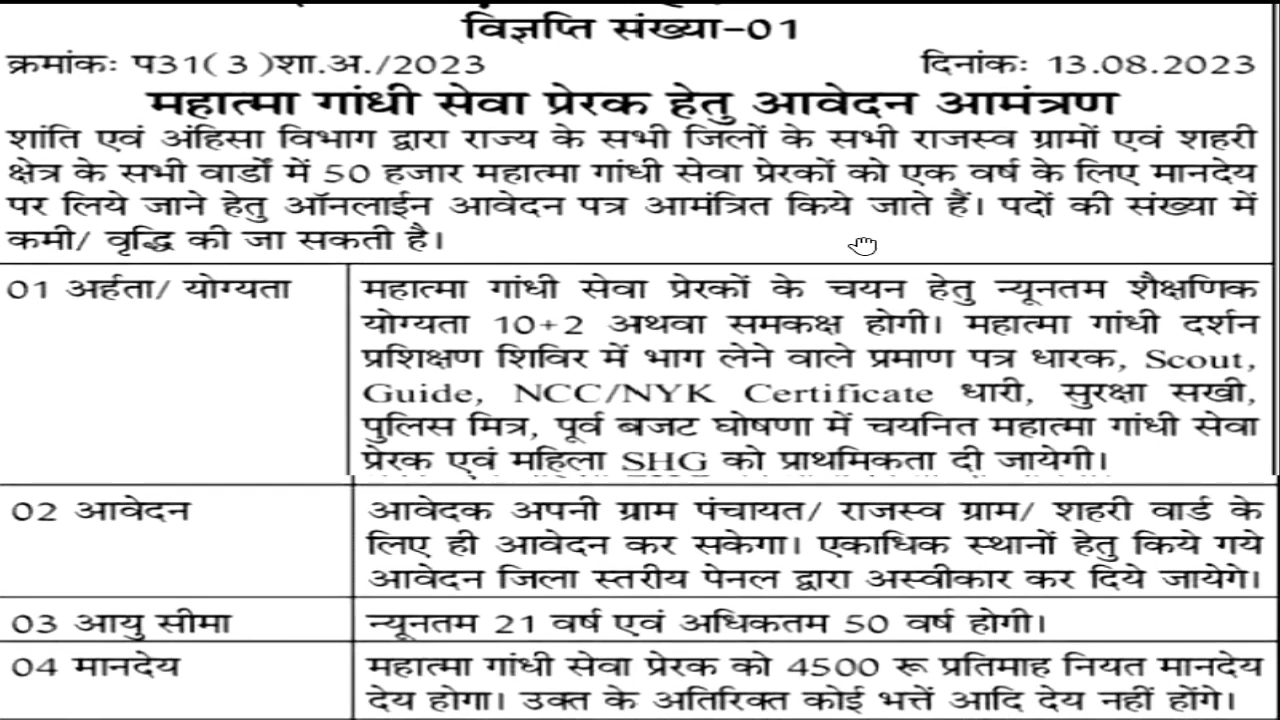 विज्ञप्ति संख्या-01
क्रमांकः प31(3)शा.अ./2023 दिनांकः 13.08.2023
महात्मा गांधी सेवा प्रेरक हेतु आवेदन आमंत्रण
शांति एवं अंहिसा विभाग द्वारा राज्य के सभी जिलों के सभी राजस्व ग्रामों एवं शहरी
क्षेत्र के सभी वार्डों में 50 हजार महात्मा गांधी सेवा प्रेरकों को एक वर्ष के लिए मानदेय
पर लिये जाने हेतु ऑनलाईन आवेदन पत्र आमंत्रित किये जाते हैं। पदों की संख्या में
कमी/ वृद्धि की जा सकती है।
01 अर्हता/ योग्यता
महात्मा गांधी सेवा प्रेरकों के चयन हेतु न्यूनतम शैक्षणिक
योग्यता 10+2 अथवा समकक्ष होगी। महात्मा गांधी दर्शन
प्रशिक्षण शिविर में भाग लेने वाले प्रमाण पत्र धारक, Scout,
Guide, NCC/NYK Certificate धारी, सुरक्षा सखी,
पुलिस मित्र, पूर्व बजट घोषणा में चयनित महात्मा गांधी सेवा
प्रेरक एवं महिला SHG को प्राथमिकता दी जायेगी।
02 आवेदन
आवेदक अपनी ग्राम पंचायत/ राजस्व ग्राम/ शहरी वार्ड के
लिए ही आवेदन कर सकेगा। एकाधिक स्थानों हेतु किये गये
आवेदन जिला स्तरीय पेनल द्वारा अस्वीकार कर दिये जायेगे।
03 आयु सीमा
न्यूनतम 21 वर्ष एवं अधिकतम 50 वर्ष होगी।
04 मानदेय
महात्मा गांधी सेवा प्रेरक को 4500 रू प्रतिमाह नियत मानदेय
देय होगा। उक्त के अतिरिक्त कोई भत्तें आदि देय नहीं होंगे।